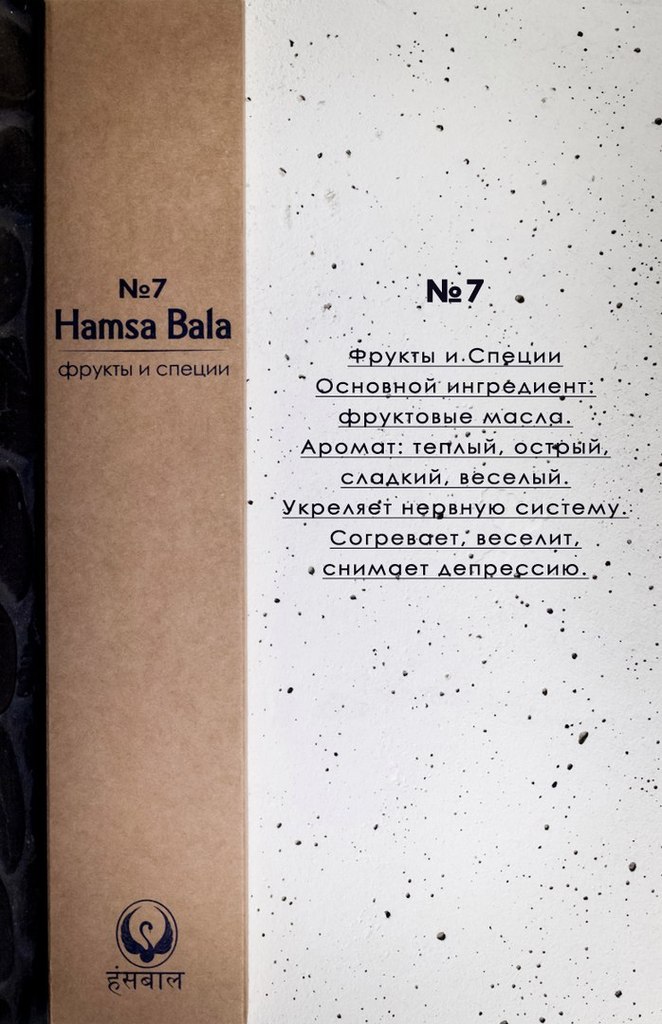 №7
Hamsa Bala
фрукты и специи
हंसबाल
№7
Фрукты и Специи
Основной ингредиент:
фруктовые масла.
Аромат: теплый, острый,
сладкий, веселый.
Укреляет нервную систему.
Согревает, веселит,
снимает депрессию.